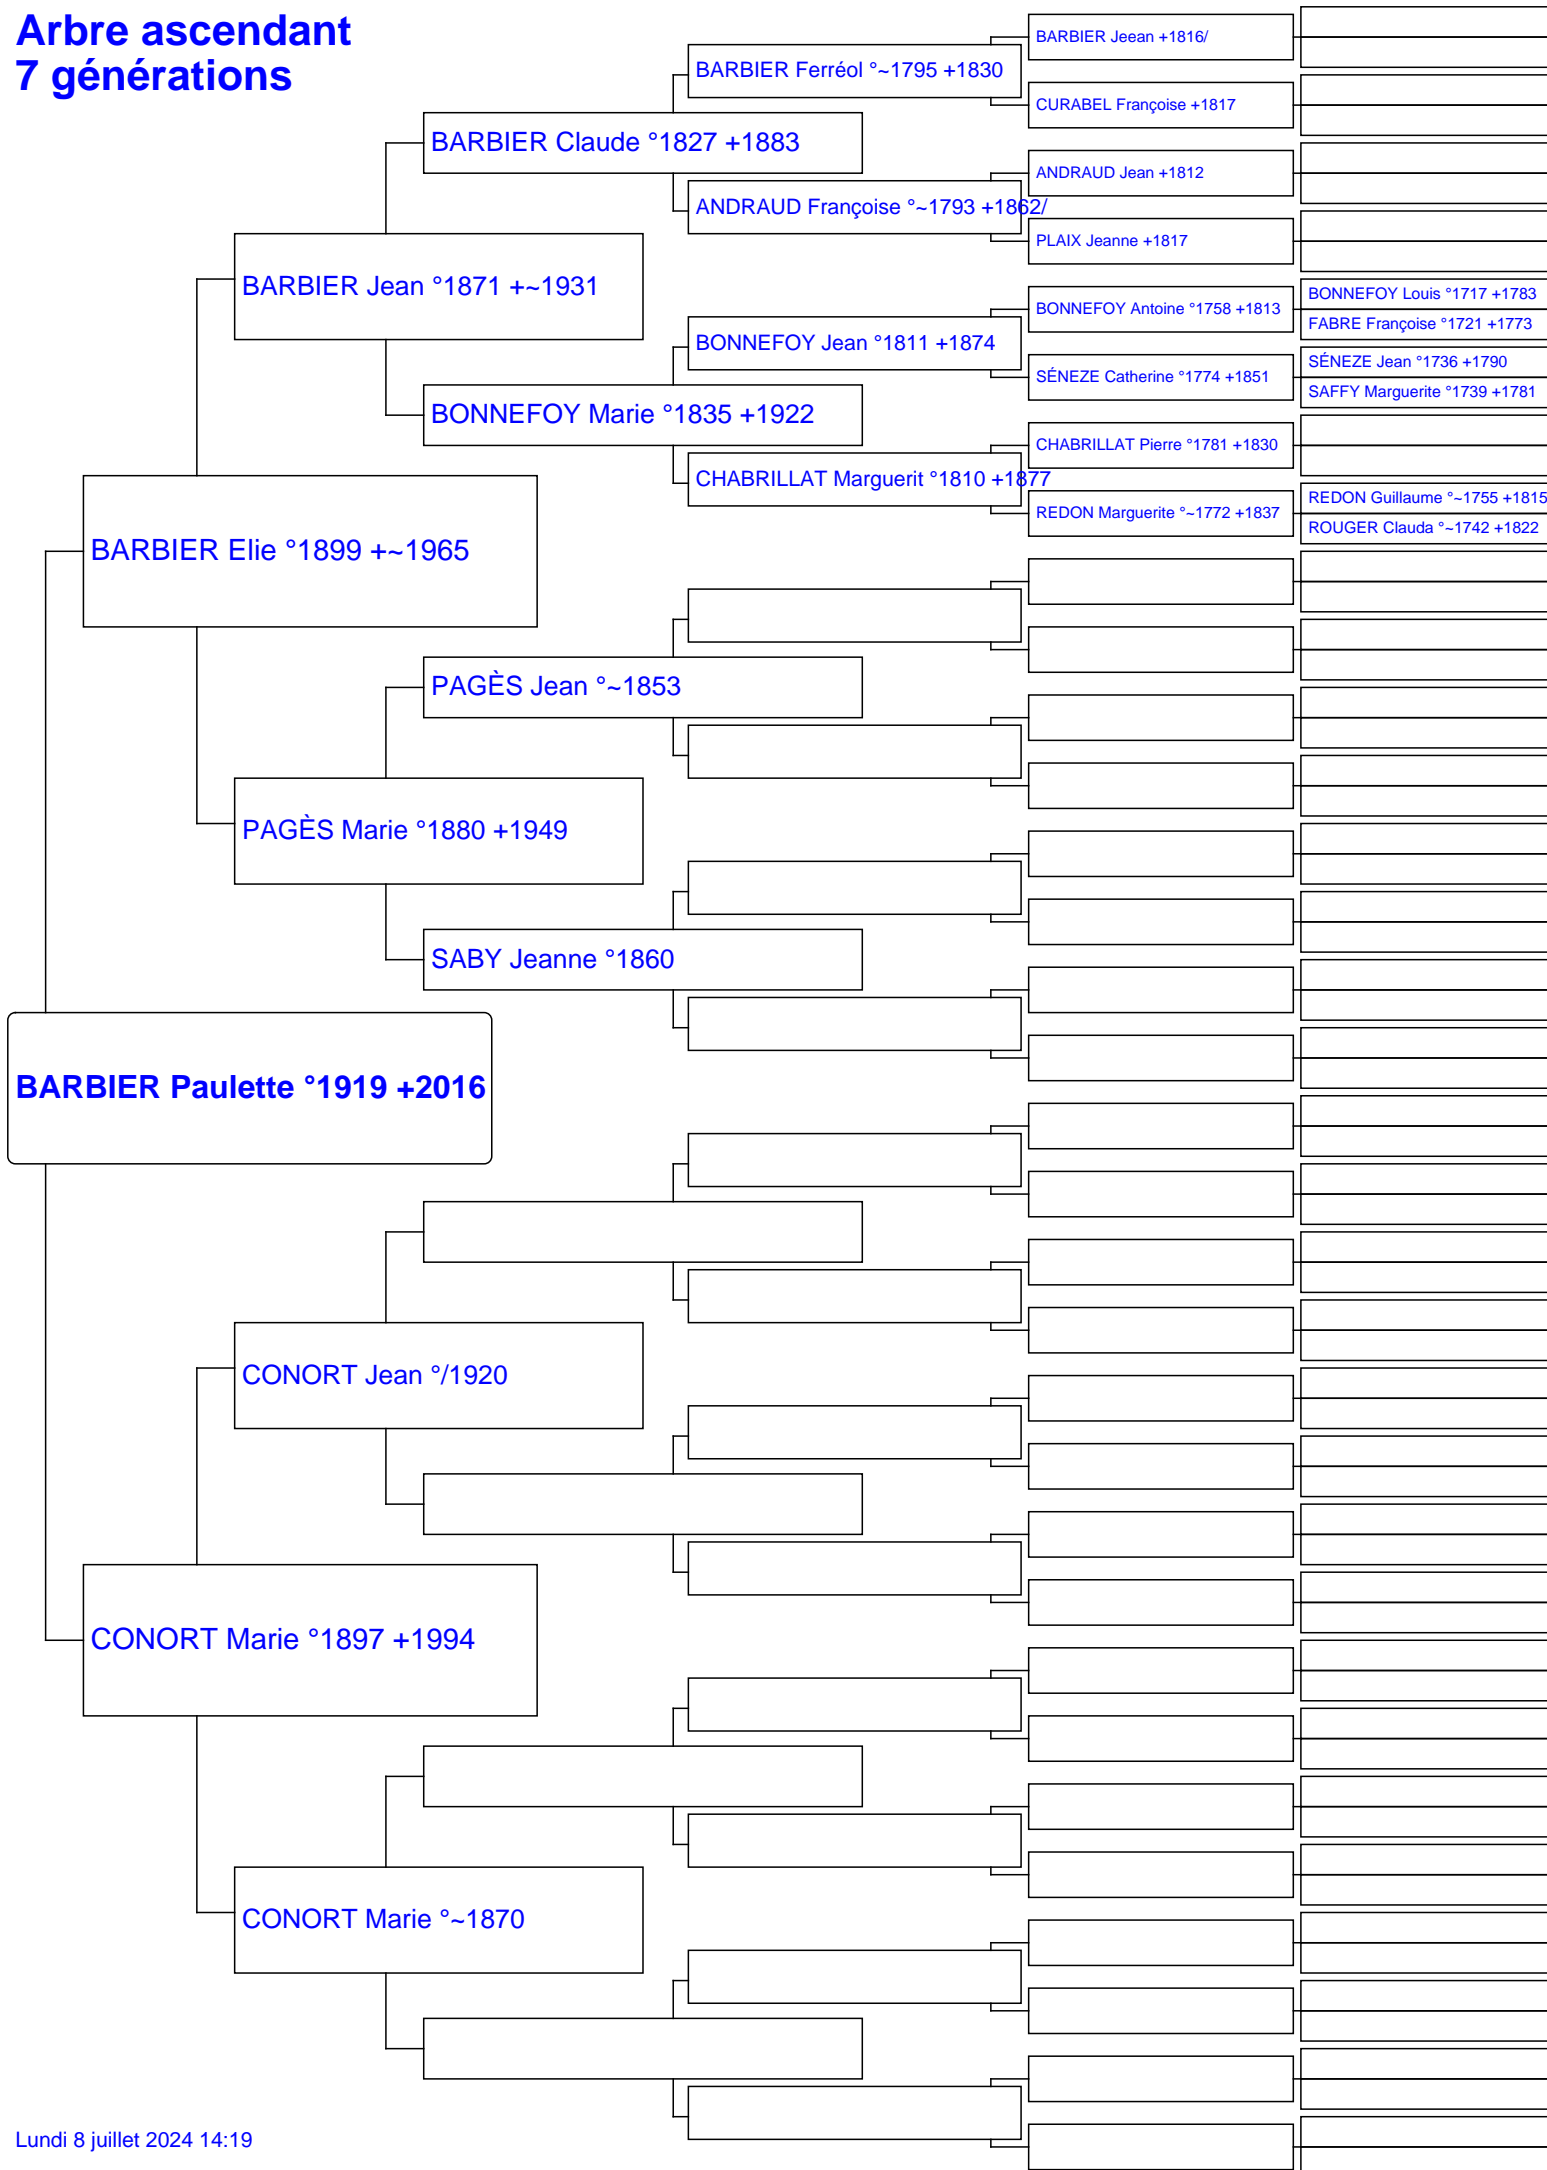 Arbre ascendant
7 générations
BARBIER Paulette °1919 +2016
BARBIER Elie °1899 +~1965
CONORT Marie °1897 +1994
BARBIER Jean °1871 +~1931
PAGÈS Marie °1880 +1949
CONORT Jean °/1920
CONORT Marie °~1870
BARBIER Claude °1827 +1883
BONNEFOY Marie °1835 +1922
PAGÈS Jean °~1853
SABY Jeanne °1860
BARBIER Ferréol °~1795 +1830
ANDRAUD Françoise °~1793 +1862/
BONNEFOY Jean °1811 +1874
CHABRILLAT Marguerit °1810 +1877
BARBIER Jeean +1816/
CURABEL Françoise +1817
ANDRAUD Jean +1812
PLAIX Jeanne +1817
BONNEFOY Antoine °1758 +1813
SÉNEZE Catherine °1774 +1851
CHABRILLAT Pierre °1781 +1830
REDON Marguerite °~1772 +1837
BONNEFOY Louis °1717 +1783
FABRE Françoise °1721 +1773
SÉNEZE Jean °1736 +1790
SAFFY Marguerite °1739 +1781
REDON Guillaume °~1755 +1815
ROUGER Clauda °~1742 +1822
Lundi 8 juillet 2024 14:19